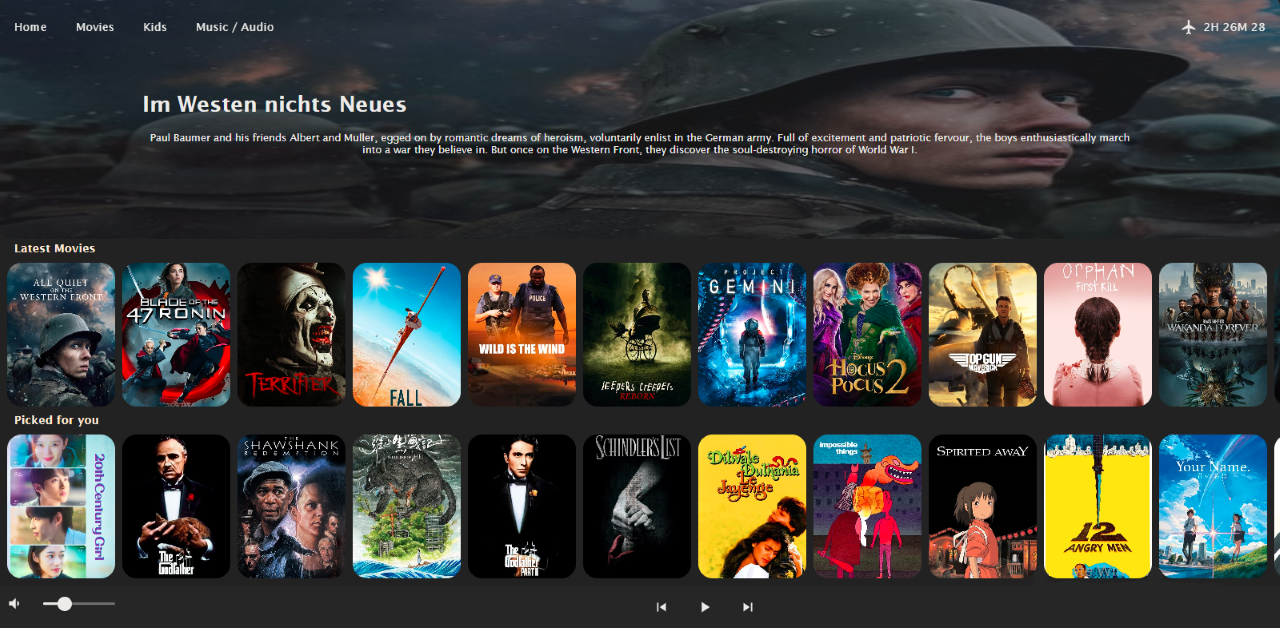 Home Movies Kids Music / Audio 2H 26M 28
Im Westen nichts Neues
Paul Baumer and his friends Albert and Muller, egged on by romantic dreams of heroism, voluntarily enlist in the German army. Full of excitement and patriotic fervour, the boys enthusiastically march
into a war they believe in. But once on the Western Front, they discover the soul-destroying horror of World War I.
Latest Movies
ALL QUIET
ON THE
WESTERN FRONT
BLADE OF THE
47 RONIN
TERRIFIER
FALL
POLICE
WILD IS THE WIND
JEEPERS CREEPERS
REBORN
PROJECT
GEMINI
Disney
HOCUS
POCUS 2
TOP GUN
MAVERICK
ORPHAN
FIRST KILL
WAKANDA FOREVER
Picked for you
20th Century Girl
The
Godfather
THE
SHAWSHANK
REDEMPTION
The
Godfather
PART II
SCHINDLER'S LIST
Dilwale
Dulhania
Le
Jayenge
impossible
things
SPIRITED AWAY
12
ANGRY MEN
Your Name.